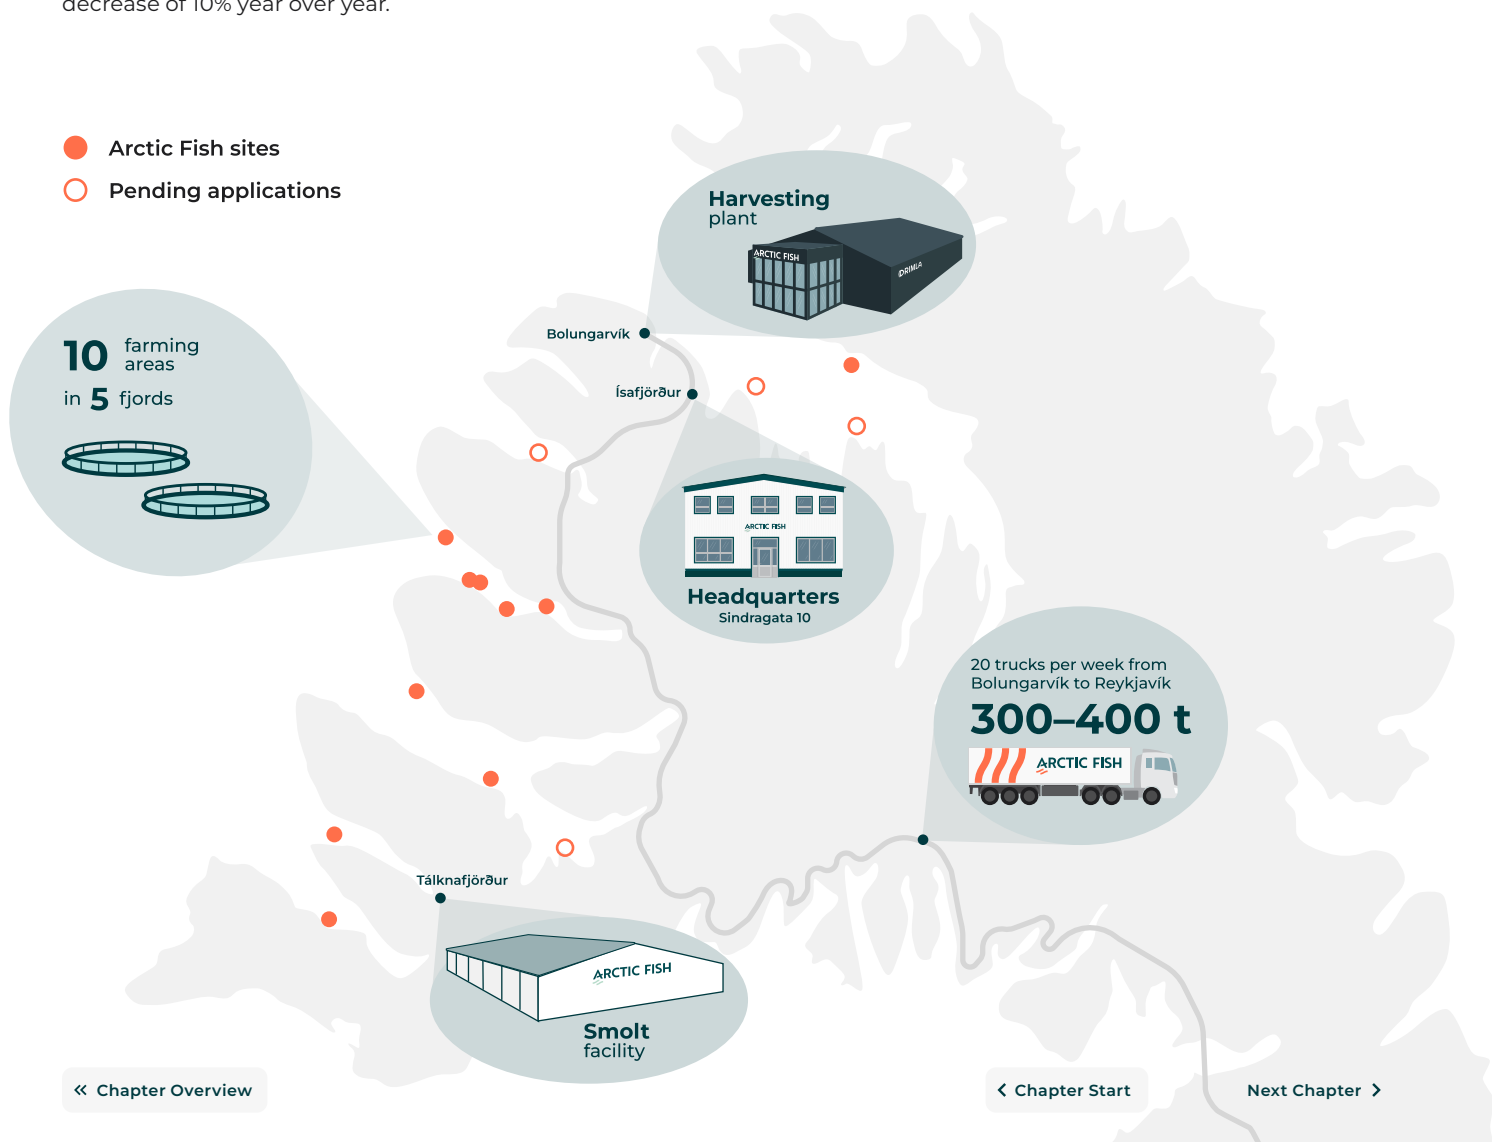 decrease of 10% year over year.
Arctic Fish sites
Pending applications
Harvesting
plant
ARCTIC FISH
DRIMLA
10 farming
areas
in 5 fjords
Bolungarvík
Ísafjörður
ARCTIC FISH
Headquarters
Sindragata 10
20 trucks per week from
Bolungarvík to Reykjavík
300–400 t
ARCTIC FISH
Tálknafjörður
ARCTIC FISH
Smolt
facility
« Chapter Overview
‹ Chapter Start
Next Chapter ›